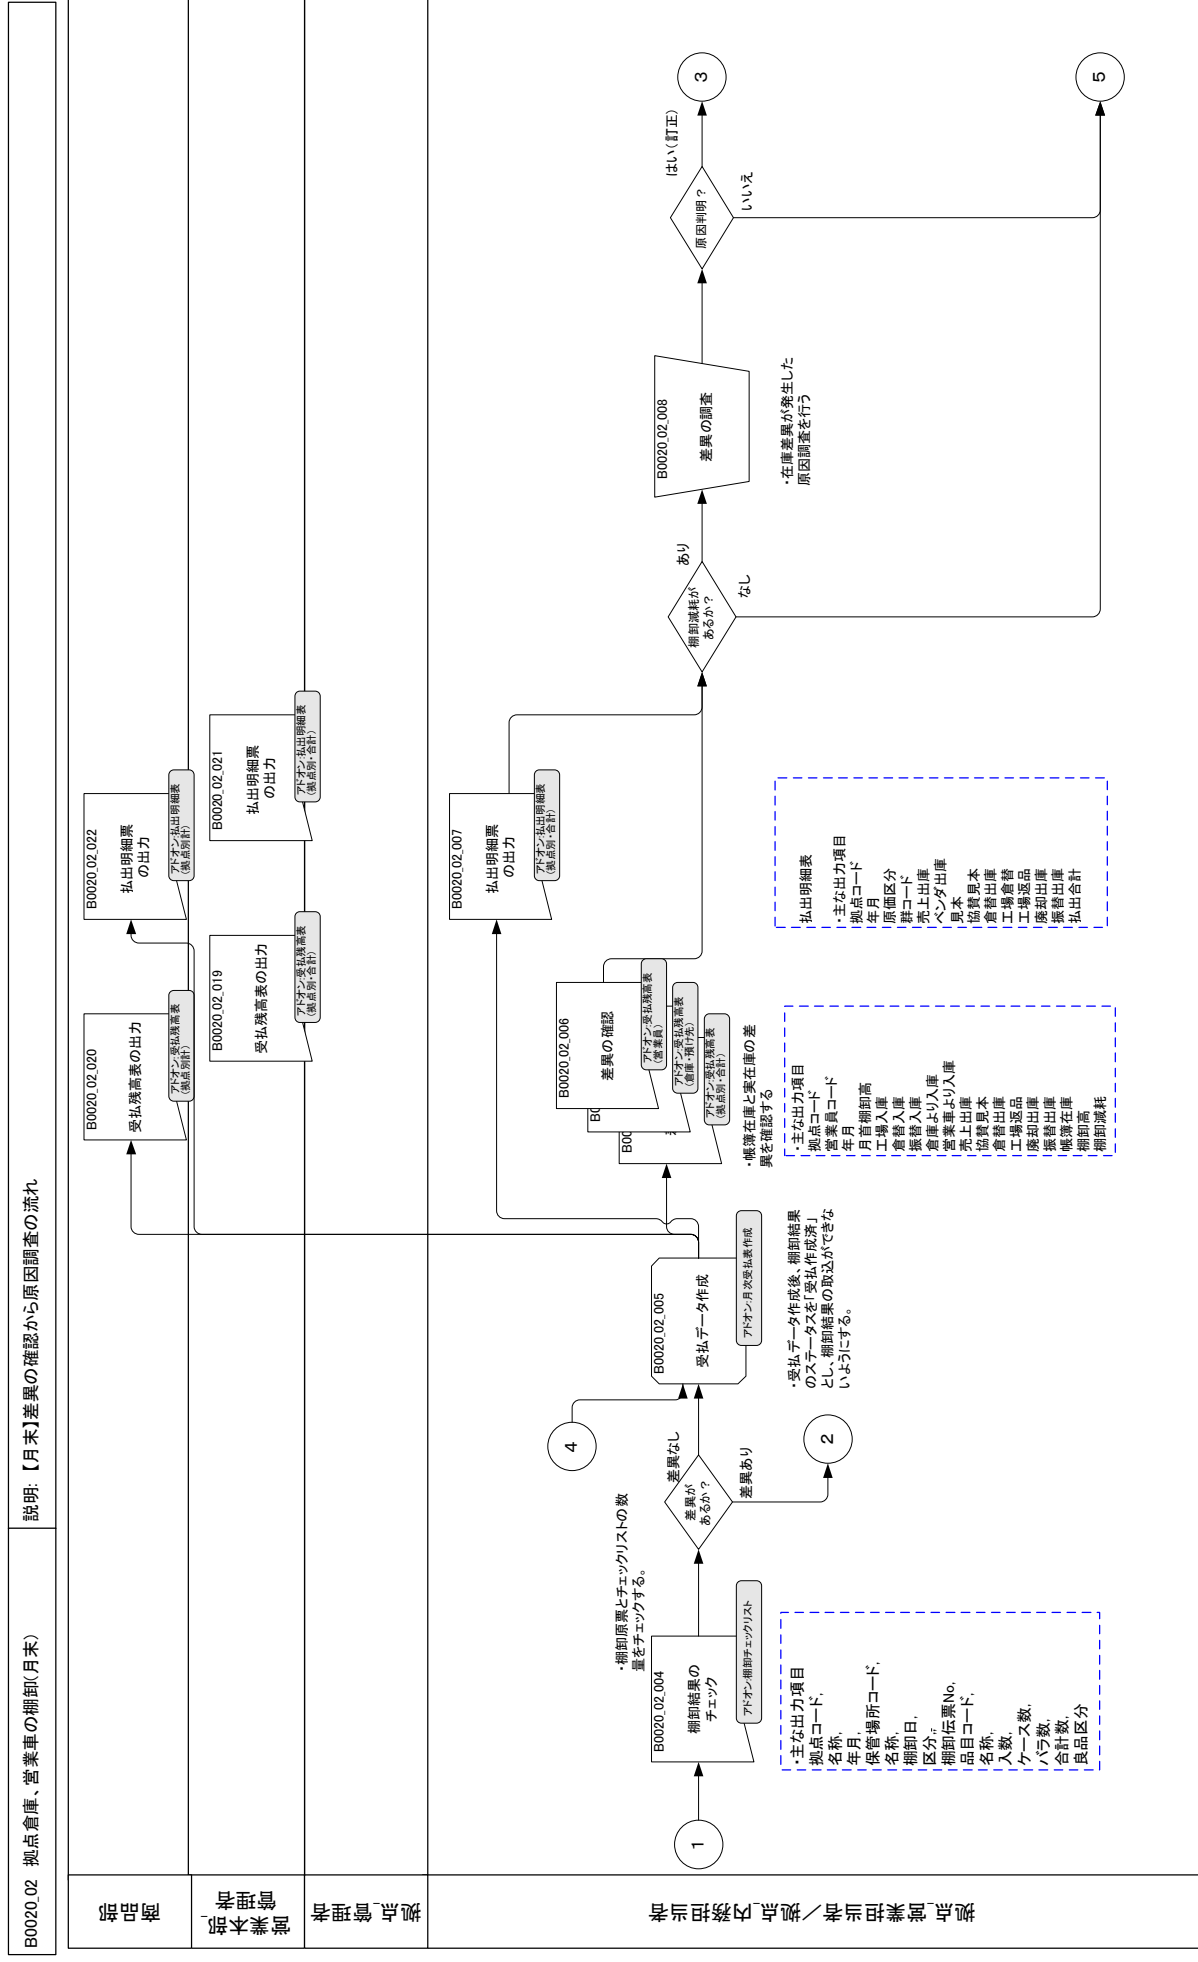 B0020_02　拠点倉庫、営業車の棚卸(月末)
説明: 【月末】差異の確認から原因調査の流れ
商品部
営業本部_
管理者
拠点_管理者
拠点_営業担当者／拠点_内務担当者
B0020_02_020
受払残高表の出力
アドオン:受払残高表
(拠点別計)
B0020_02_022
払出明細票
の出力
アドオン:払出明細表
(拠点別計)
B0020_02_019
受払残高表の出力
アドオン:受払残高表
(拠点別・合計)
B0020_02_021
払出明細票
の出力
アドオン:払出明細表
(拠点別・合計)
1
B0020_02_004
棚卸結果の
チェック
アドオン:棚卸チェックリスト
・棚卸原票とチェックリストの数
量をチェックする。
・主な出力項目
拠点コード,
名称,
年月,
保管場所コード,
名称,
棚卸日,
区分,
棚卸伝票No,
品目コード,
名称,
入数,
ケース数,
バラ数,
合計数,
良品区分
差異が
あるか？
差異なし
差異あり
2
4
B0020_02_005
受払データ作成
アドオン:月次受払表作成
・受払データ作成後、棚卸結果
のステータスを「受払作成済」
とし、棚卸結果の取込ができな
いようにする。
B0020_02_006
差異の確認
アドオン:受払残高表
(営業員)
アドオン:受払残高表
(倉庫・預け先)
アドオン:受払残高表
(拠点別・合計)
・帳簿在庫と実在庫の差
異を確認する
・主な出力項目
拠点コード
営業員コード
年月
月首棚卸高
工場入庫
倉替入庫
振替入庫
倉庫より入庫
営業車より入庫
売上出庫
協賛見本
倉替出庫
工場返品
廃却出庫
振替出庫
帳簿在庫
棚卸高
棚卸減耗
B0020_02_007
払出明細票
の出力
アドオン:払出明細表
(拠点別・合計)
払出明細表
・主な出力項目
拠点コード
年月
原価区分
群コード
売上出庫
ベンダ出庫
見本
協賛見本
倉替出庫
工場倉替
工場返品
廃却出庫
振替出庫
払出合計
棚卸減耗が
あるか？
あり
なし
B0020_02_008
差異の調査
・在庫差異が発生した
原因調査を行う
原因判明？
はい(訂正)
いいえ
3
5